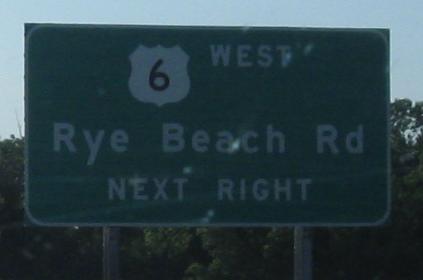 6 WEST
Rye Beach Rd
NEXT RIGHT